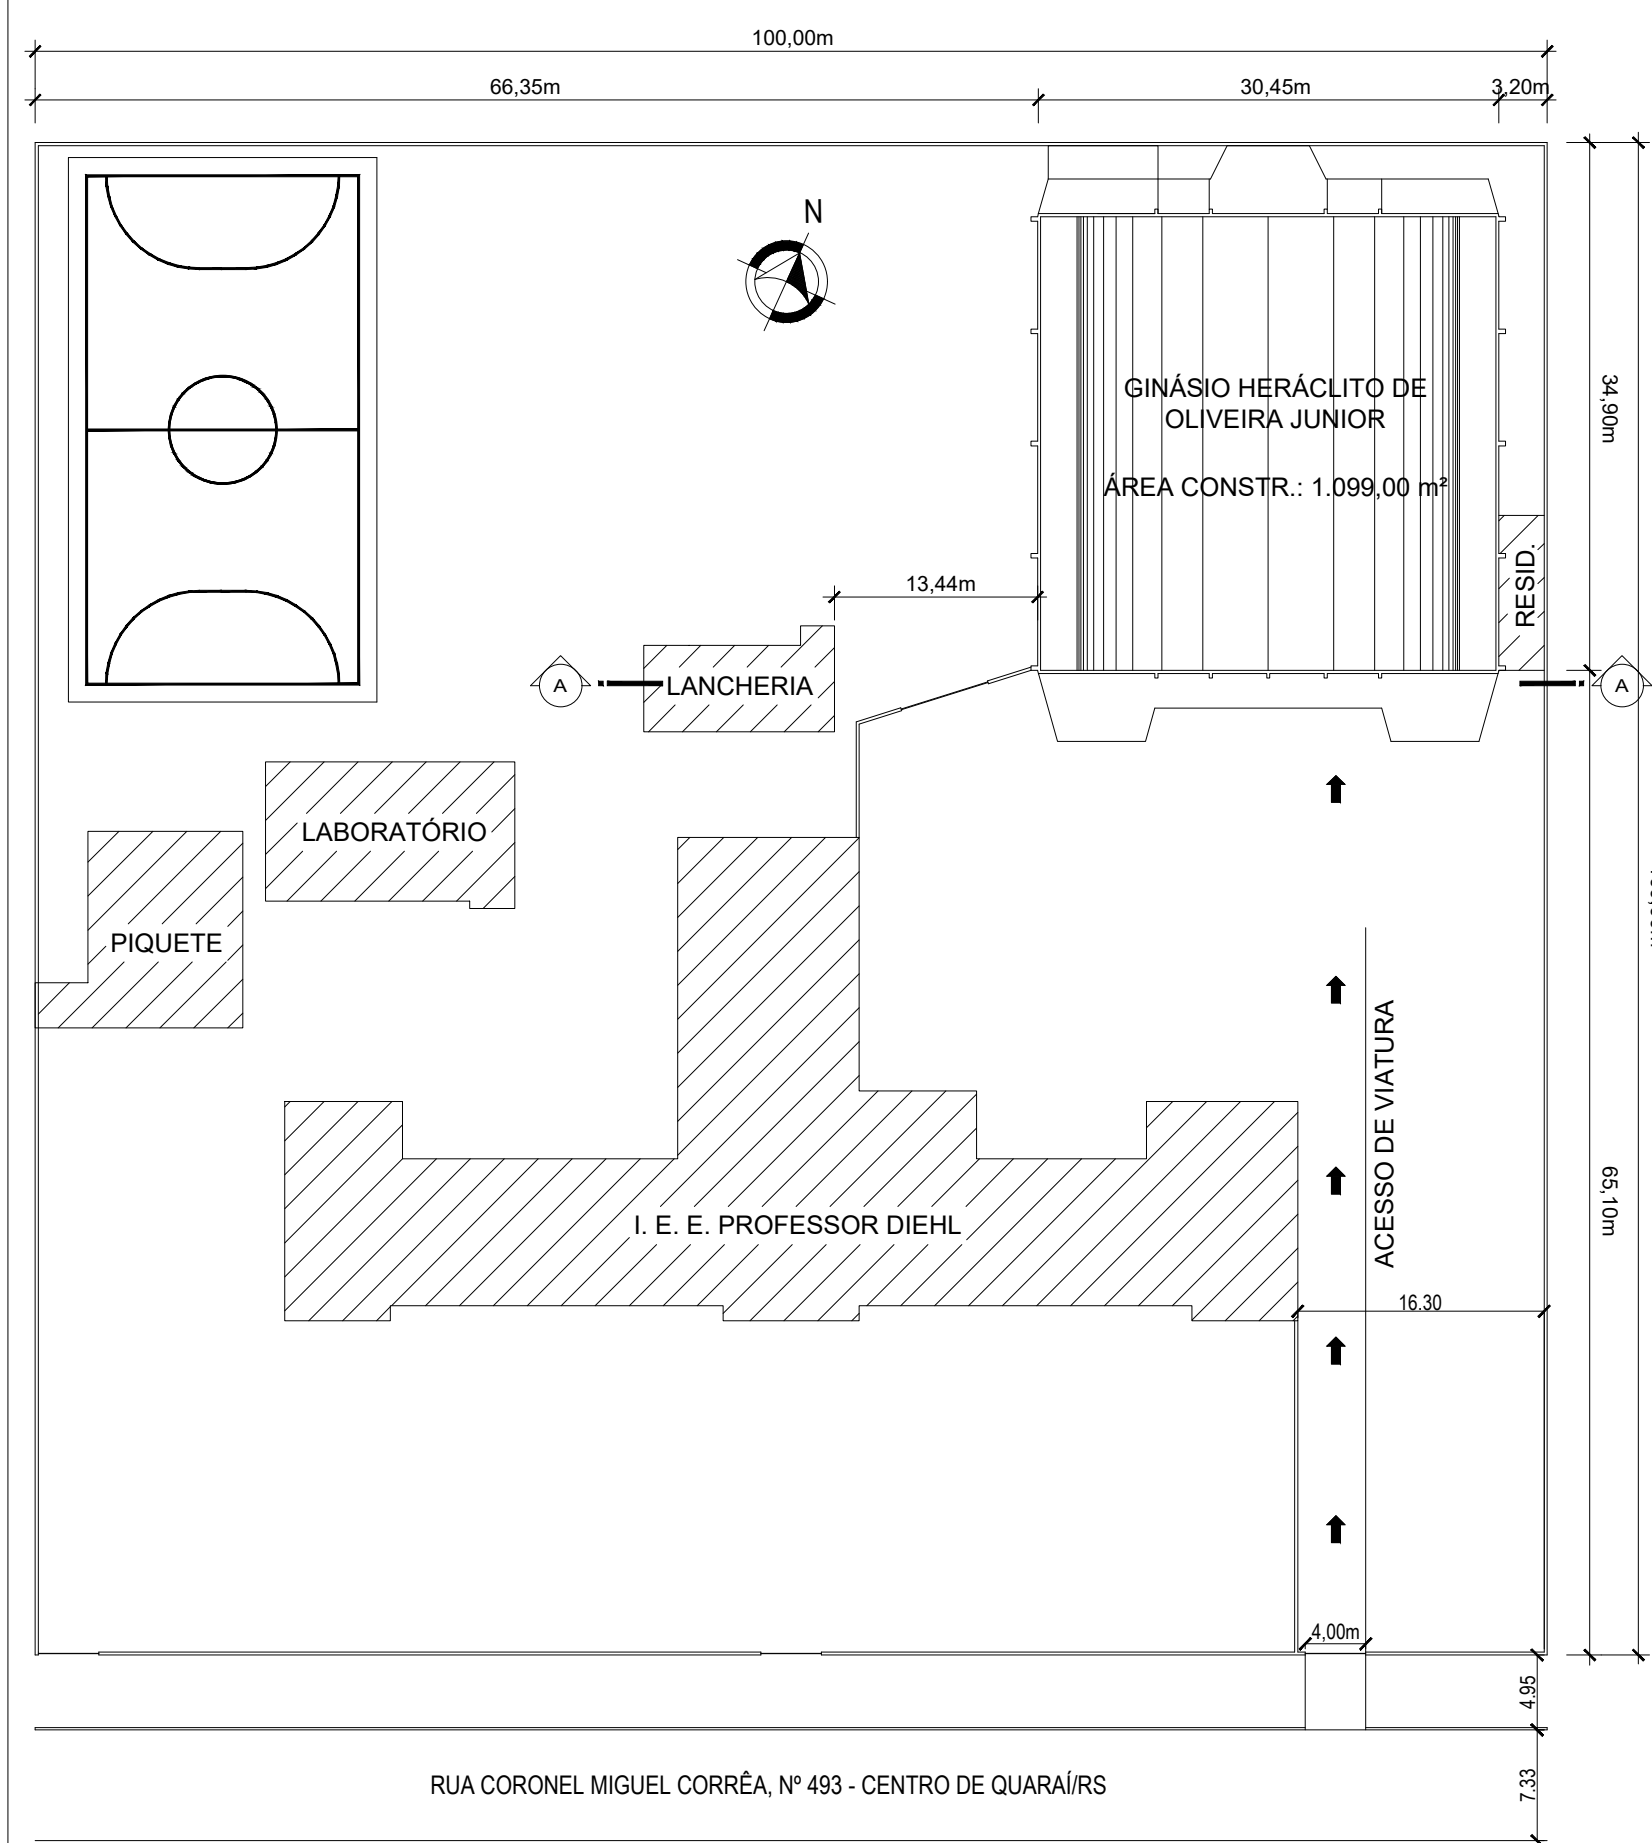 100,00m
66,35m
30,45m
3,20m
N
GINÁSIO HERÁCLITO DE
OLIVEIRA JUNIOR
ÁREA CONSTR.: 1.099,00 m²
34,90m
13,44m
RESID.
A
LANCHERIA
A
LABORATÓRIO
PIQUETE
ACESSO DE VIATURA
65,10m
I. E. E. PROFESSOR DIEHL
16.30
4,00m
4.95
RUA CORONEL MIGUEL CORRÊA, Nº 493 - CENTRO DE QUARAÍ/RS
7.33